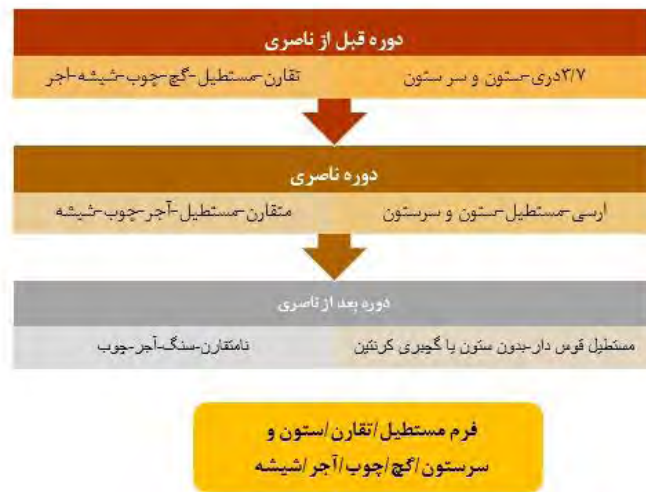 دوره قبل از ناصری
۳/۷دری-ستون و سر ستون
تقارن-مستطیل-گچ-چوب-شیشه-اجر
دوره ناصری
ارسی-مستطیل-ستون و سرستون
متقارن-مستطیل-آجر-چوب-شیشه
دوره بعد از ناصری
مستطیل قوس دار-بدون ستون یا گچبری کرنتین
نامتقارن-سنگ-آجر-چوب
فرم مستطیل/تقارن/ستون و
سرستون/گچ/چوب/آجر/شیشه